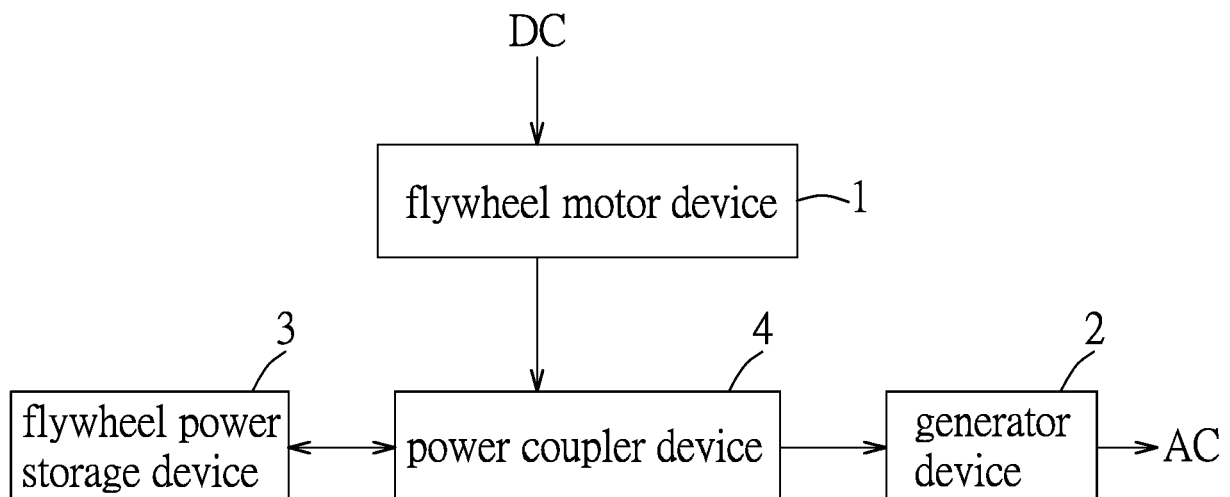 DC
flywheel motor device
1
3
4
2
flywheel power
storage device
power coupler device
generator
device
AC